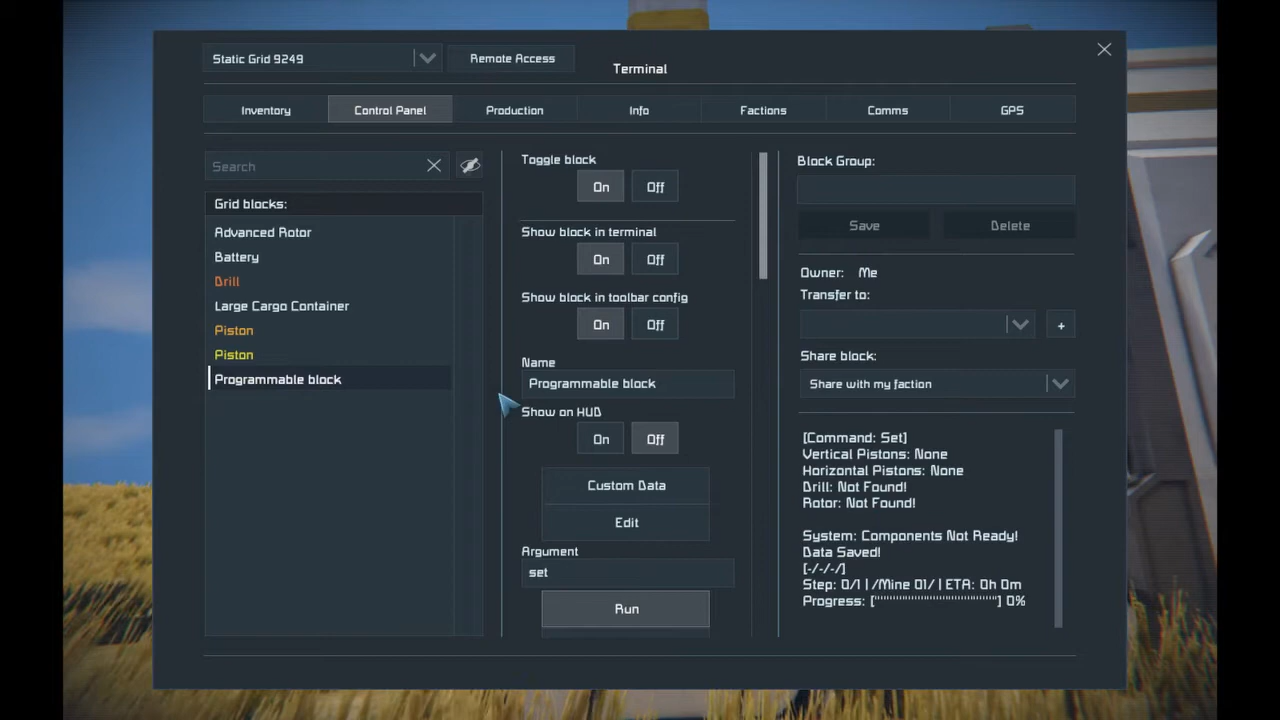 Static Grid 9249
Remote Access
Terminal
Inventory
Control Panel
Production
Info
Factions
Comms
GPS
Search
Grid blocks:
Advanced Rotor
Battery
Drill
Large Cargo Container
Piston
Piston
Programmable block
Toggle block
On
Off
Show block in terminal
On
Off
Show block in toolbar config
On
Off
Name
Programmable block
Show on HUD
On
Off
Custom Data
Edit
Argument
set
Run
Block Group:
Save
Delete
Owner: Me
Transfer to:
+
Share block:
Share with my faction
[Command: Set]
Vertical Pistons: None
Horizontal Pistons: None
Drill: Not Found!
Rotor: Not Found!
System: Components Not Ready!
Data Saved!
[-/-/-/]
Step: 0/1 | /Mine 01/ | ETA: 0h 0m
Progress: [''''''''''''''''''''''''''''''''''''''''] 0%